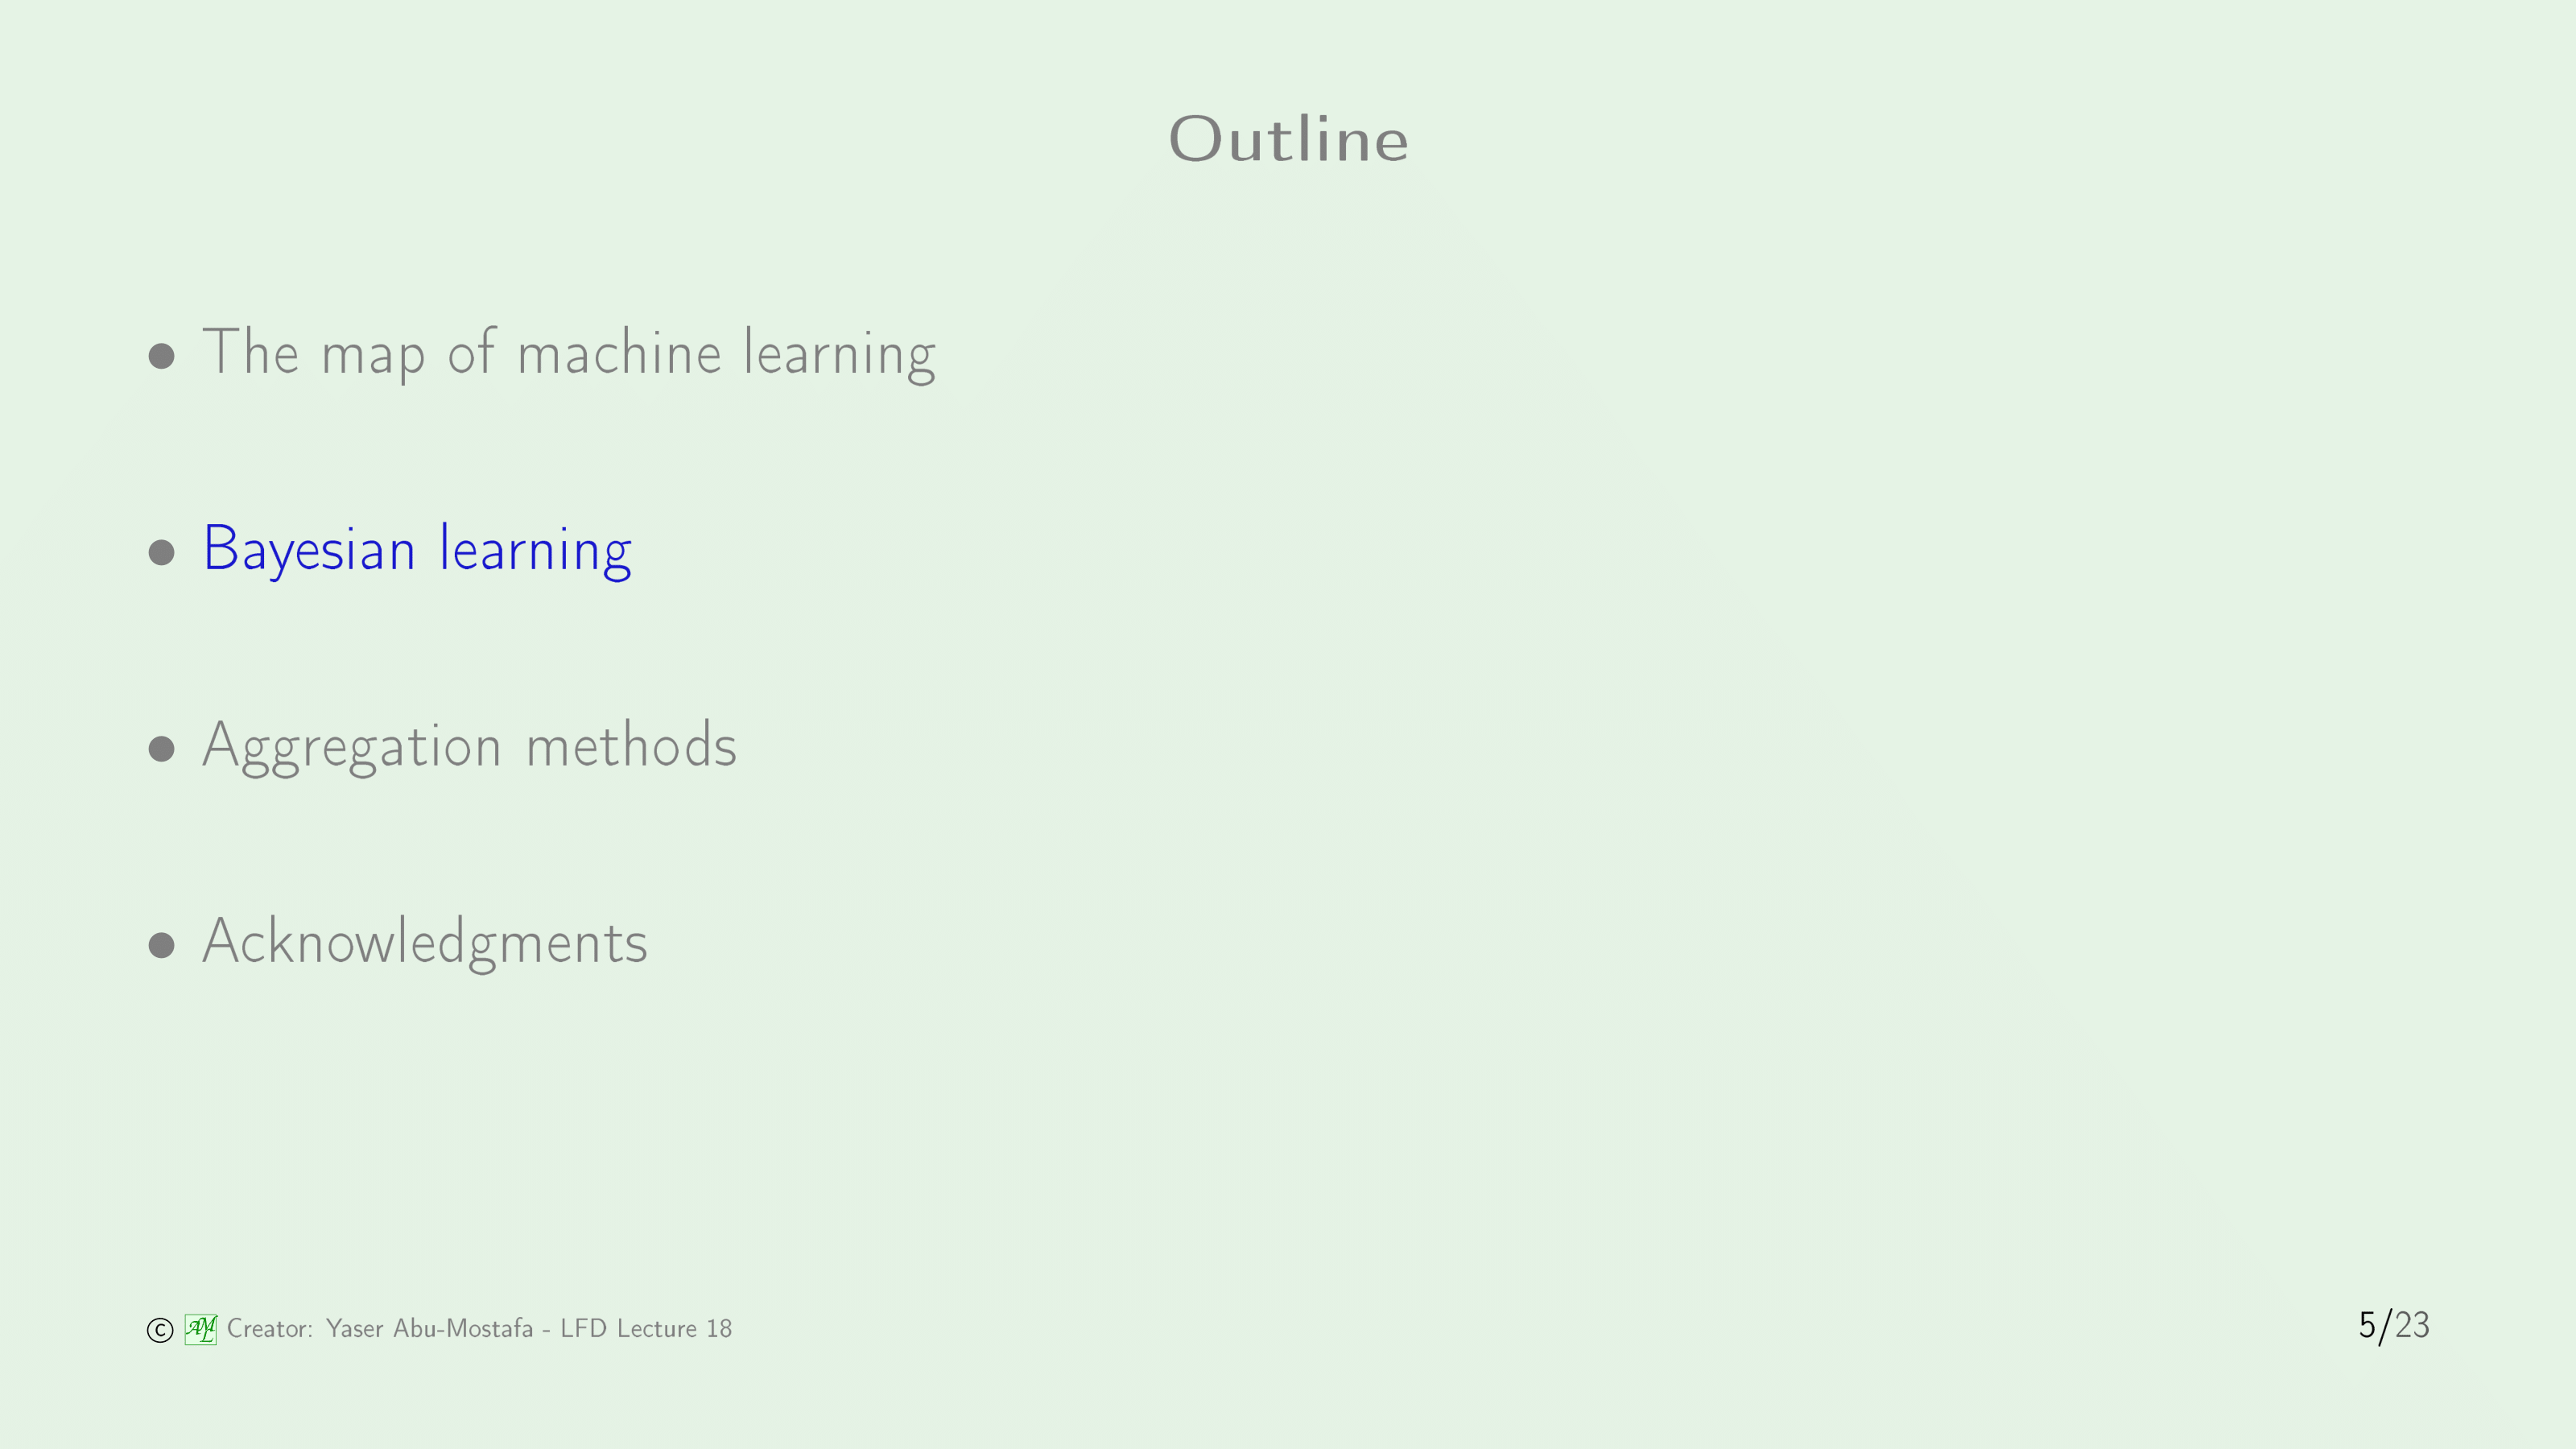 Outline
• The map of machine learning
• Bayesian learning
• Aggregation methods
• Acknowledgments
© AML Creator: Yaser Abu-Mostafa - LFD Lecture 18
5/23